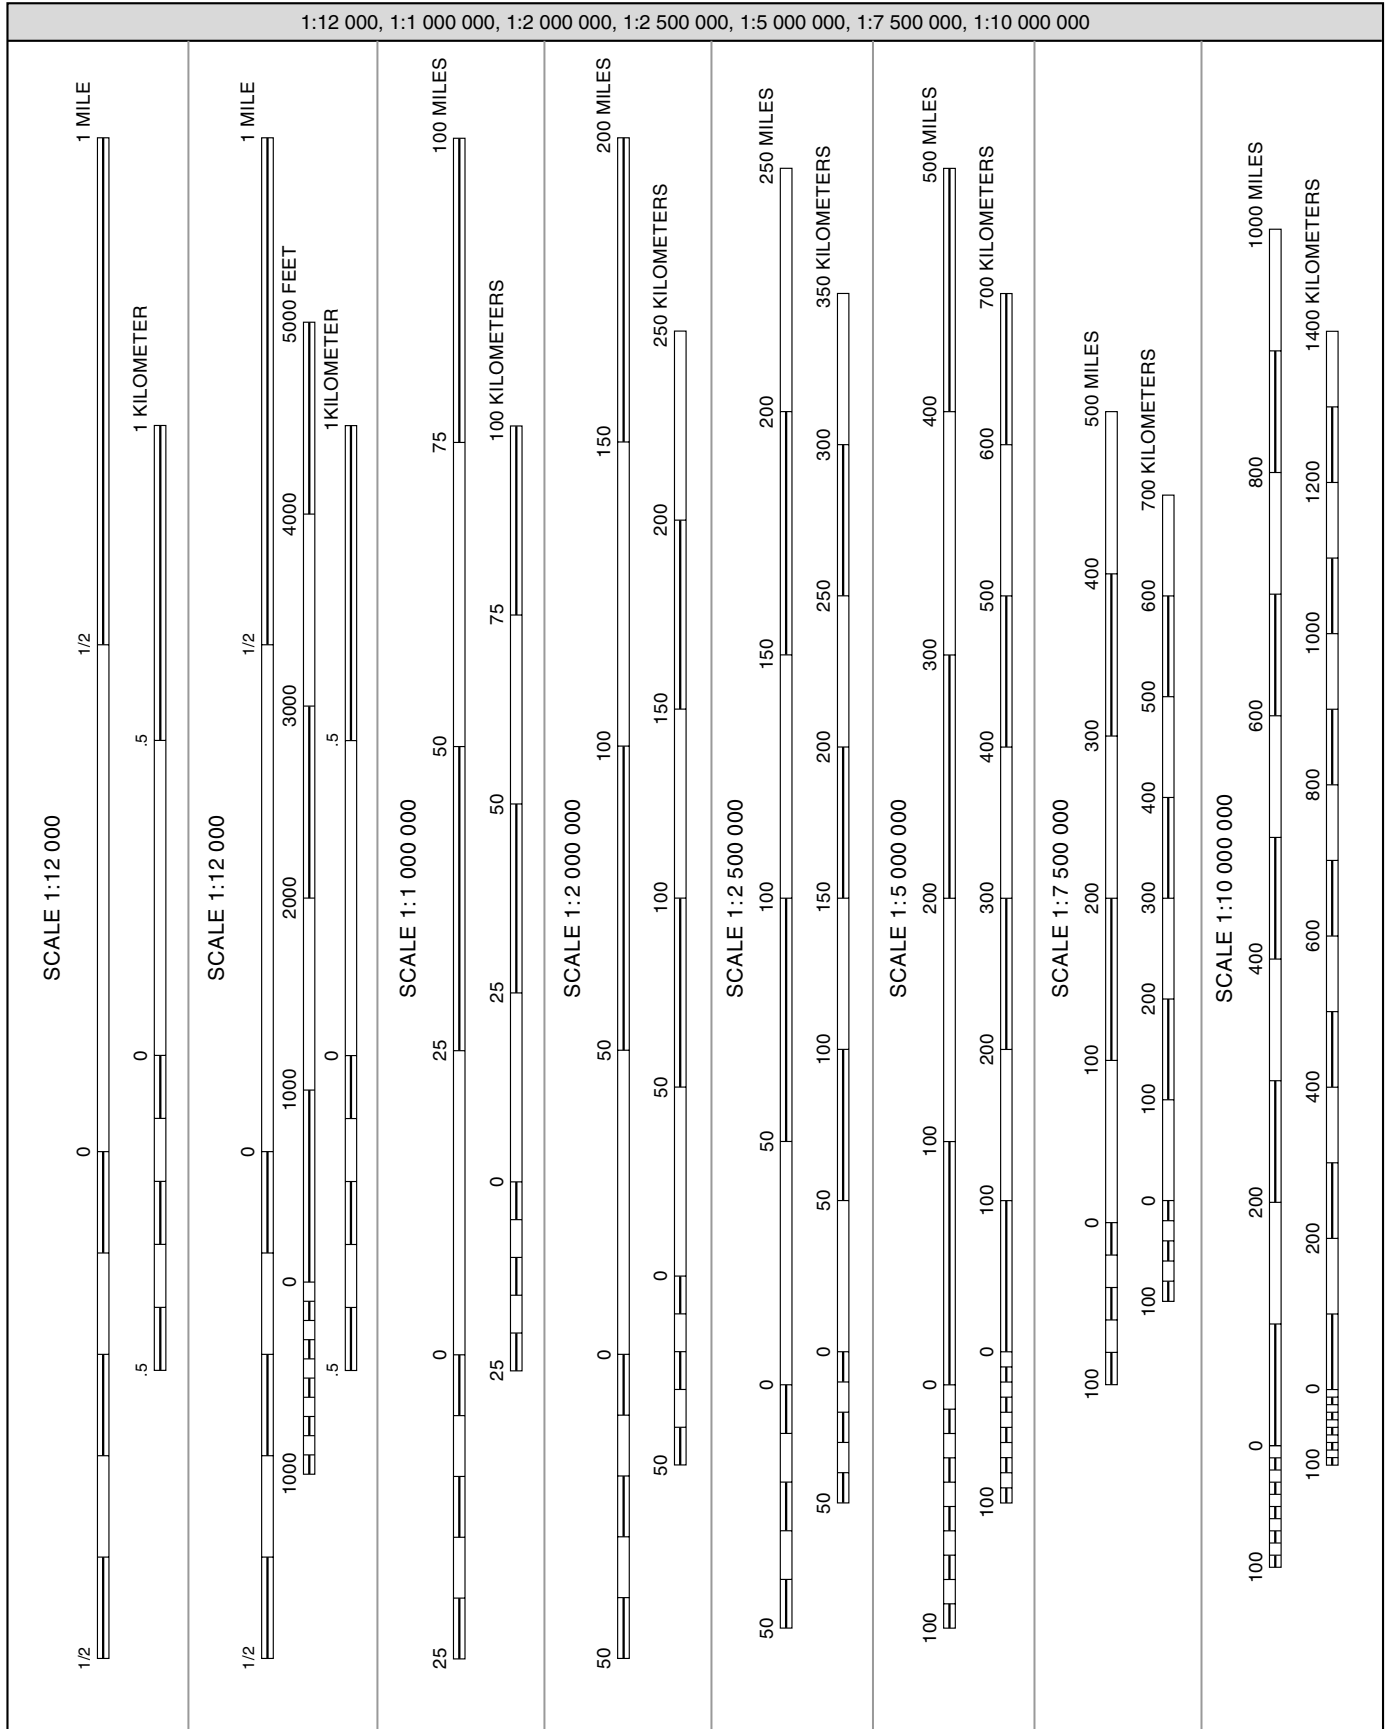 1:12 000, 1:1 000 000, 1:2 000 000, 1:2 500 000, 1:5 000 000, 1:7 500 000, 1:10 000 000
SCALE 1:12 000
1/2 0 1/2 1 MILE
.5 0 .5 1 KILOMETER
SCALE 1:12 000
1/2 0 1/2 1 MILE
1000 0 1000 2000 3000 4000 5000 FEET
.5 0 .5 1KILOMETER
SCALE 1:1 000 000
25 0 25 50 75 100 MILES
25 0 25 50 75 100 KILOMETERS
SCALE 1:2 000 000
50 0 50 100 150 200 MILES
50 0 50 100 150 200 250 KILOMETERS
SCALE 1:2 500 000
50 0 50 100 150 200 250 MILES
50 0 50 100 150 200 250 300 350 KILOMETERS
SCALE 1:5 000 000
100 0 100 200 300 400 500 MILES
100 0 100 200 300 400 500 600 700 KILOMETERS
SCALE 1:7 500 000
100 0 100 200 300 400 500 MILES
100 0 100 200 300 400 500 600 700 KILOMETERS
SCALE 1:10 000 000
100 0 200 400 600 800 1000 MILES
100 0 200 400 600 800 1000 1200 1400 KILOMETERS